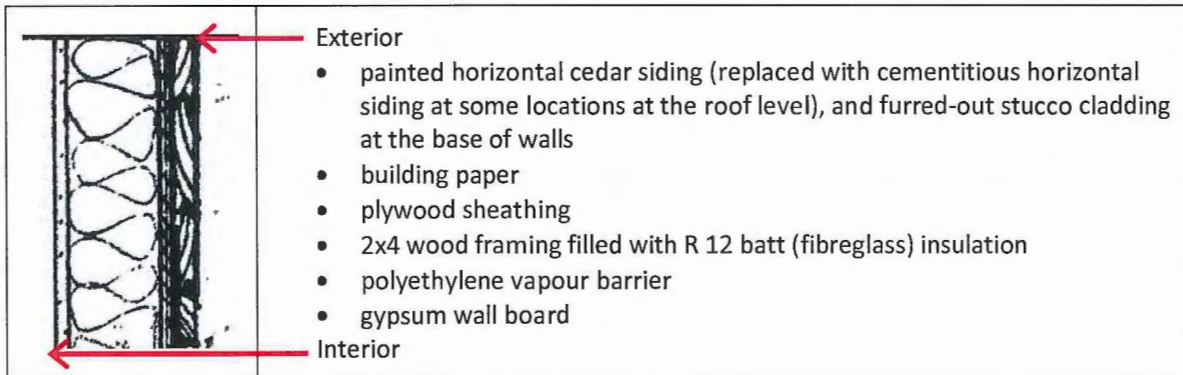 Exterior
• painted horizontal cedar siding (replaced with cementitious horizontal
siding at some locations at the roof level), and furred-out stucco cladding
at the base of walls
• building paper
• plywood sheathing
• 2x4 wood framing filled with R 12 batt (fibreglass) insulation
• polyethylene vapour barrier
• gypsum wall board
Interior